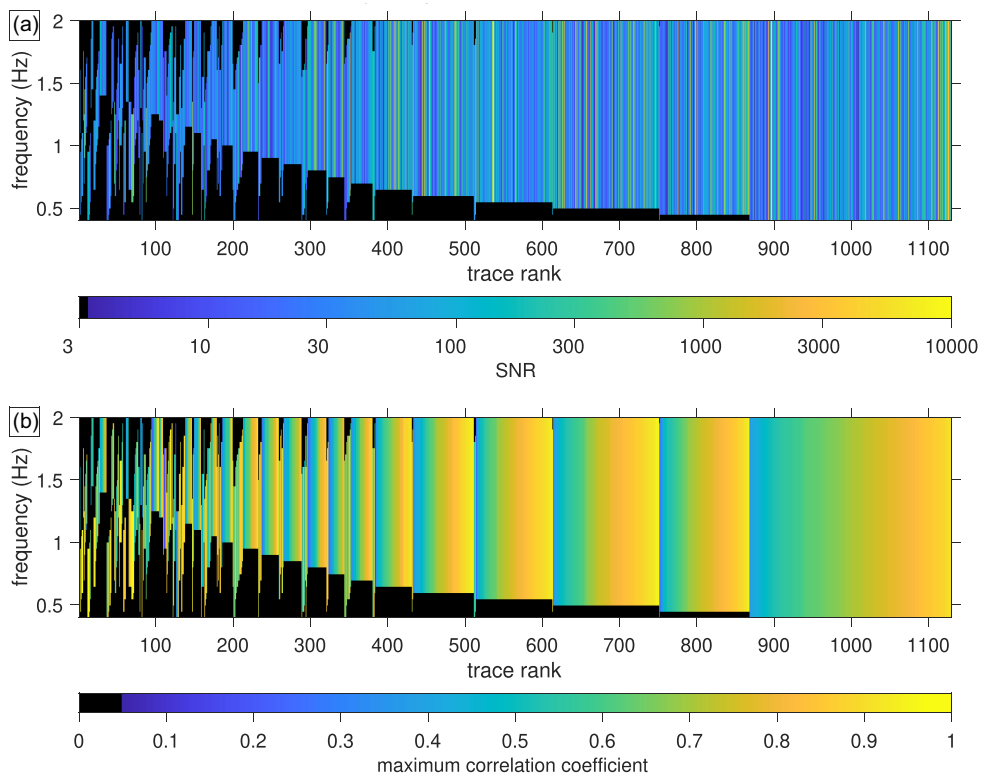 (a)
frequency (Hz)
2
1.5
1
0.5
100 200 300 400 500 600 700 800 900 1000 1100
trace rank
3 10 30 100 300 1000 3000 10000
SNR
(b)
frequency (Hz)
2
1.5
1
0.5
100 200 300 400 500 600 700 800 900 1000 1100
trace rank
0 0.1 0.2 0.3 0.4 0.5 0.6 0.7 0.8 0.9 1
maximum correlation coefficient